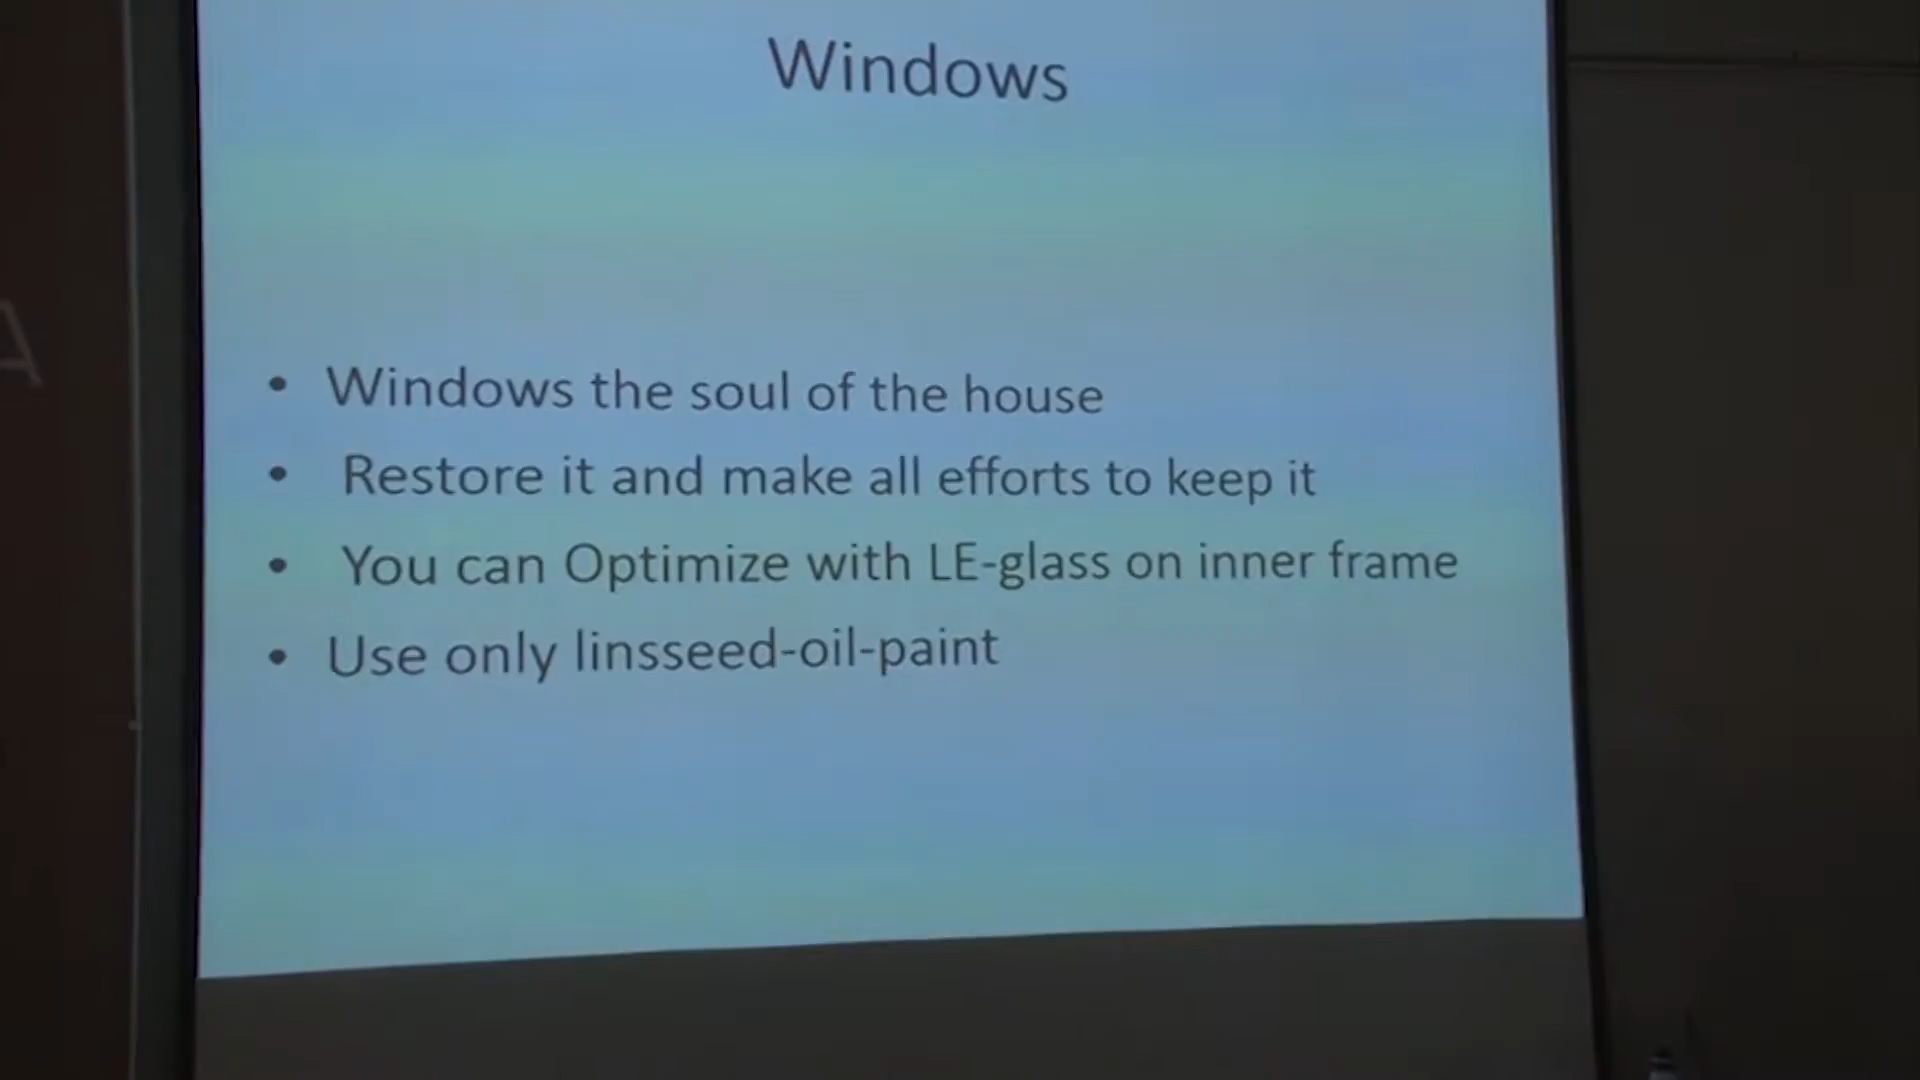 Windows
A
• Windows the soul of the house
• Restore it and make all efforts to keep it
• You can Optimize with LE-glass on inner frame
• Use only linsseed-oil-paint